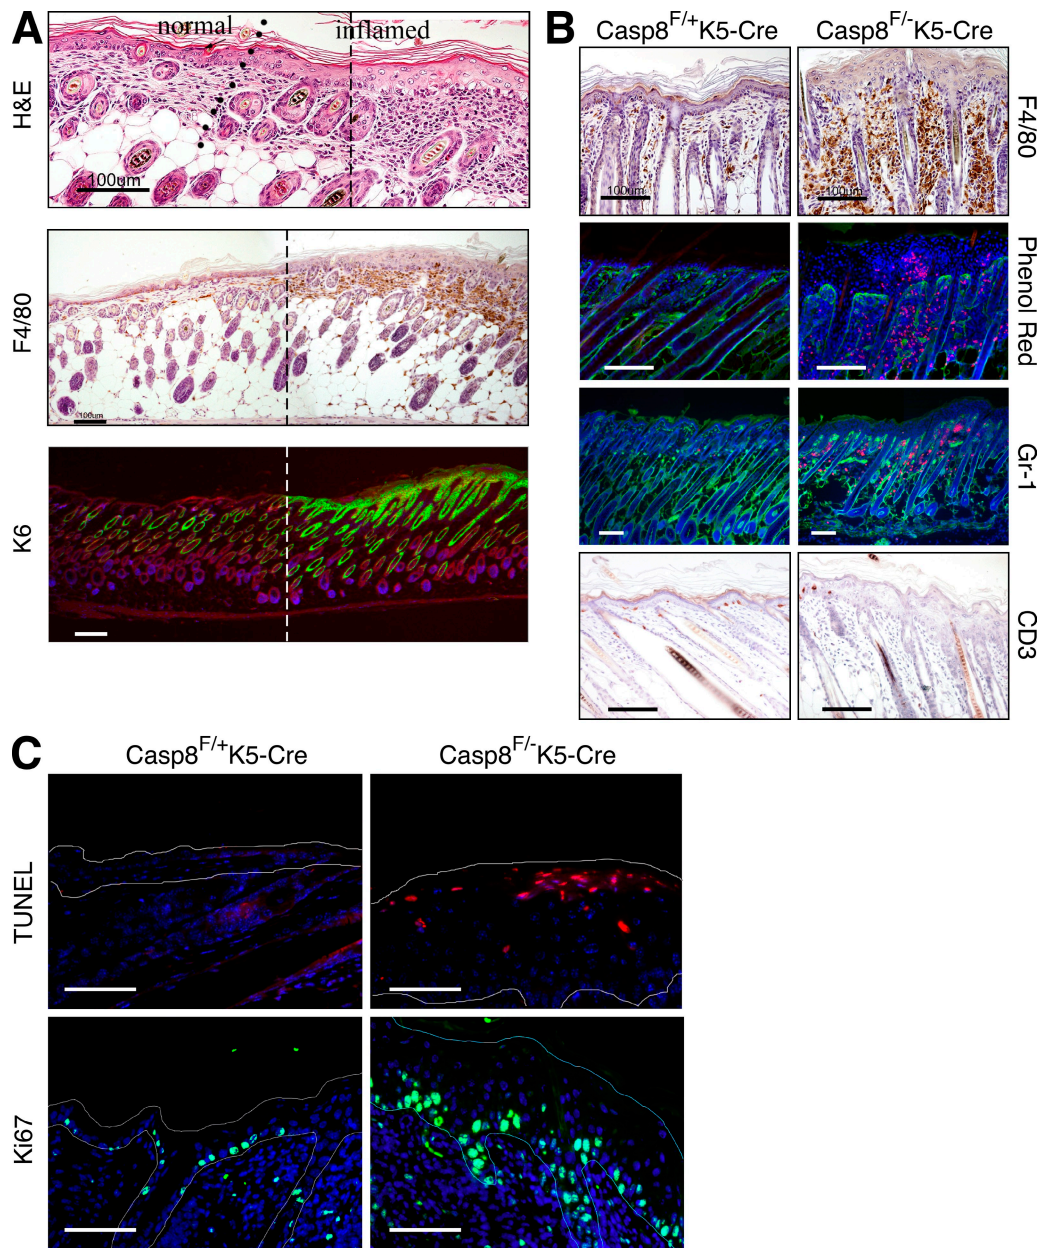 A
normal
inflamed
H&E
100um
F4/80
100um
K6
B
Casp8F/+K5-Cre
Casp8F/-K5-Cre
F4/80
100um
100um
Phenol Red
Gr-1
CD3
C
Casp8F/+K5-Cre
Casp8F/-K5-Cre
TUNEL
Ki67